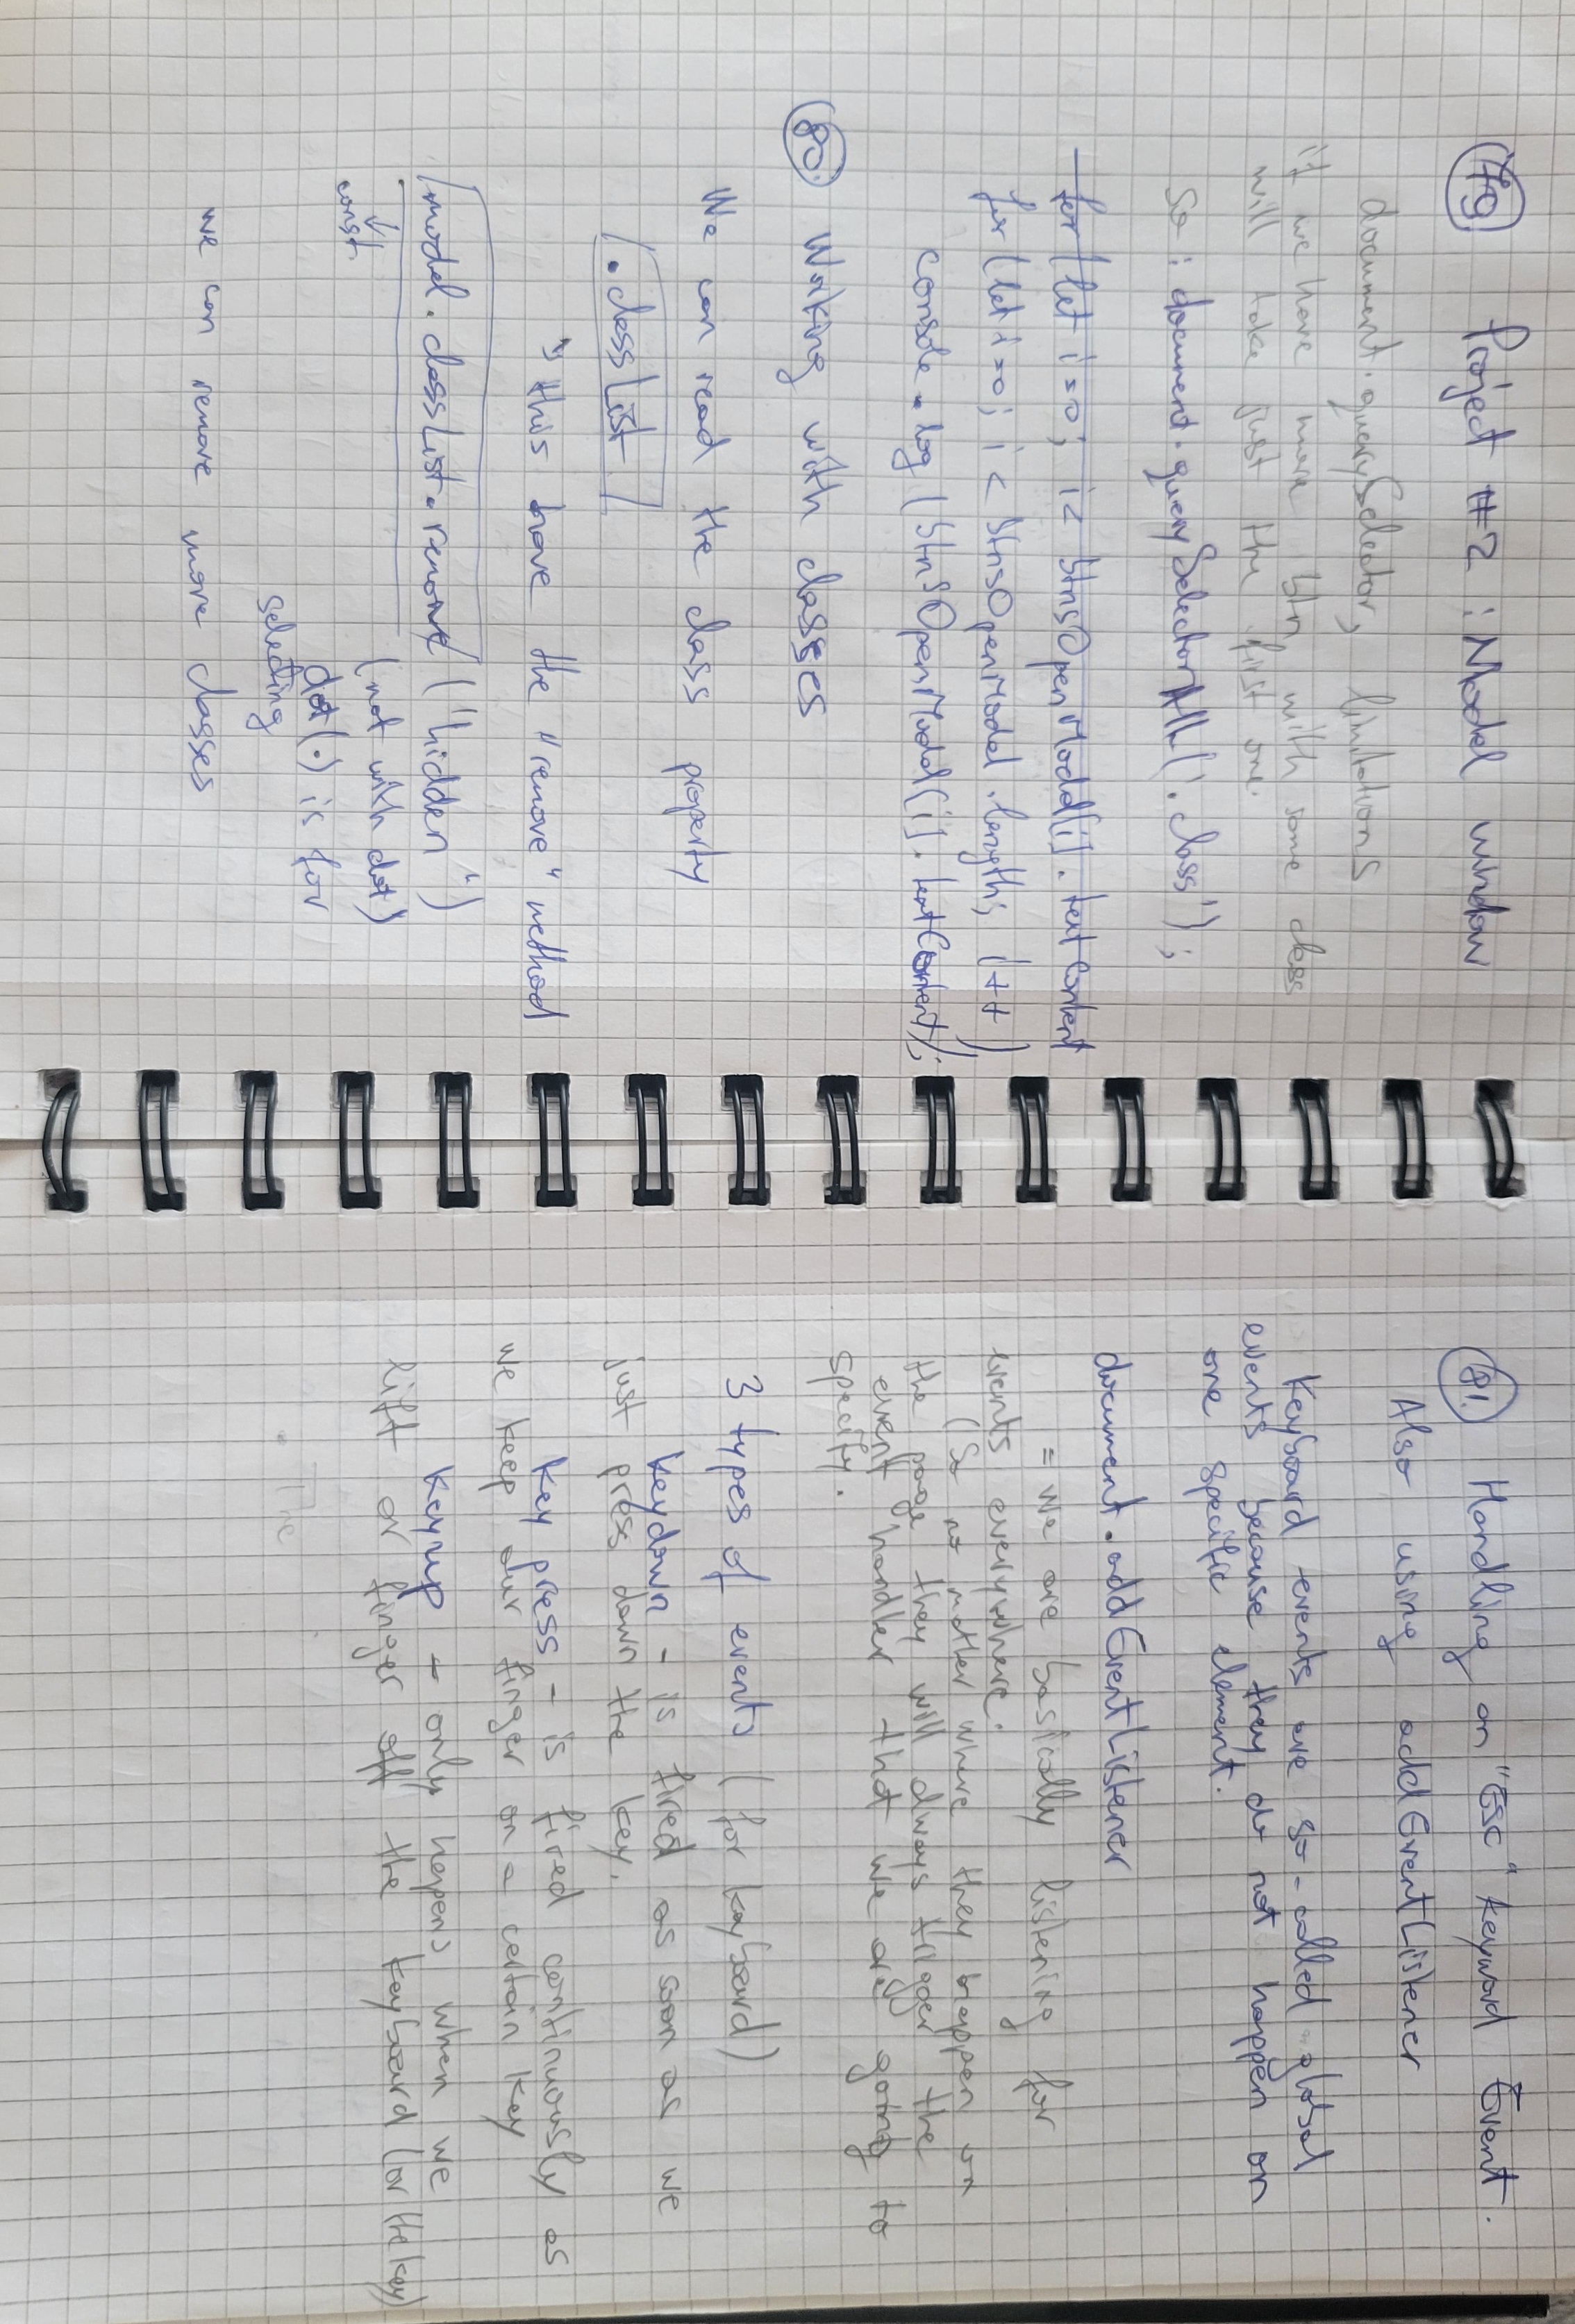 79. Project #2 : Model window
document.querySelector, limitations
if we have more btn with some class
will take just the first one.
So : document.querySelectorAll('.class');
for (let i=0; i< btnsOpenModal[i].textContent
for (let i=0; i < btnsOpenModel.length; i++)
console.log(btnsOpenModal[i].textContent);
80. Working with classes
We can read the class property
.classList
↳ this have the "remove" method
model.classList.remove ("hidden")
↓
const.
(not with dot)
dot (.) is for
selecting
we can remove more classes
81. Handling an "Esc" keyword Event.
Also using addEventListener
Keyboard events are so-called global
events because they do not happen on
one specific element.
document.addEventListener
= we are basically listening for
events everywhere.
(So no matter where they happen on
the page they will always trigger the
event handler that we are going to
specify.
3 types of events (for keyboard)
keydown - is fired as soon as we
just press down the key.
key press - is fired continuously as
we keep our finger on a certain key
keyup - only happens when we
lift or finger off the keyboard (or the key)
The